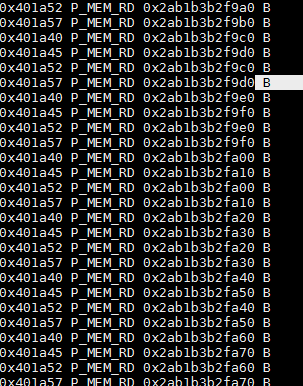 0x401a52 P_MEM_RD 0x2ab1b3b2f9a0 B
0x401a57 P_MEM_RD 0x2ab1b3b2f9b0 B
0x401a40 P_MEM_RD 0x2ab1b3b2f9c0 B
0x401a45 P_MEM_RD 0x2ab1b3b2f9d0 B
0x401a52 P_MEM_RD 0x2ab1b3b2f9c0 B
0x401a57 P_MEM_RD 0x2ab1b3b2f9d0 B
0x401a40 P_MEM_RD 0x2ab1b3b2f9e0 B
0x401a45 P_MEM_RD 0x2ab1b3b2f9f0 B
0x401a52 P_MEM_RD 0x2ab1b3b2f9e0 B
0x401a57 P_MEM_RD 0x2ab1b3b2f9f0 B
0x401a40 P_MEM_RD 0x2ab1b3b2fa00 B
0x401a45 P_MEM_RD 0x2ab1b3b2fa10 B
0x401a52 P_MEM_RD 0x2ab1b3b2fa00 B
0x401a57 P_MEM_RD 0x2ab1b3b2fa10 B
0x401a40 P_MEM_RD 0x2ab1b3b2fa20 B
0x401a45 P_MEM_RD 0x2ab1b3b2fa30 B
0x401a52 P_MEM_RD 0x2ab1b3b2fa20 B
0x401a57 P_MEM_RD 0x2ab1b3b2fa30 B
0x401a40 P_MEM_RD 0x2ab1b3b2fa40 B
0x401a45 P_MEM_RD 0x2ab1b3b2fa50 B
0x401a52 P_MEM_RD 0x2ab1b3b2fa40 B
0x401a57 P_MEM_RD 0x2ab1b3b2fa50 B
0x401a40 P_MEM_RD 0x2ab1b3b2fa60 B
0x401a45 P_MEM_RD 0x2ab1b3b2fa70 B
0x401a52 P_MEM_RD 0x2ab1b3b2fa60 B
0x401a57 P_MEM_RD 0x2ab1b3b2fa70 B